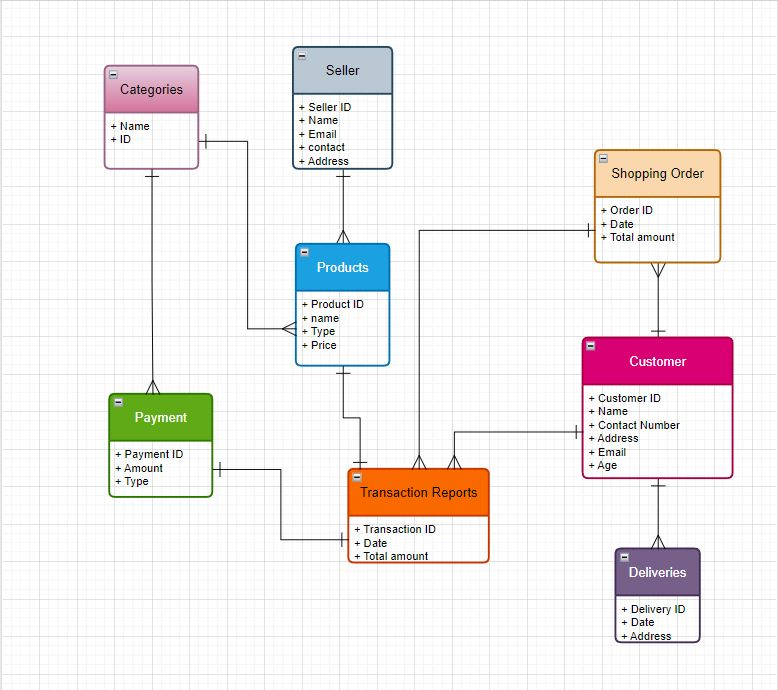 Categories
+ Name
+ ID
Seller
+ Seller ID
+ Name
+ Email
+ contact
+ Address
Shopping Order
+ Order ID
+ Date
+ Total amount
Products
+ Product ID
+ name
+ Type
+ Price
Customer
+ Customer ID
+ Name
+ Contact Number
+ Address
+ Email
+ Age
Payment
+ Payment ID
+ Amount
+ Type
Transaction Reports
+ Transaction ID
+ Date
+ Total amount
Deliveries
+ Delivery ID
+ Date
+ Address